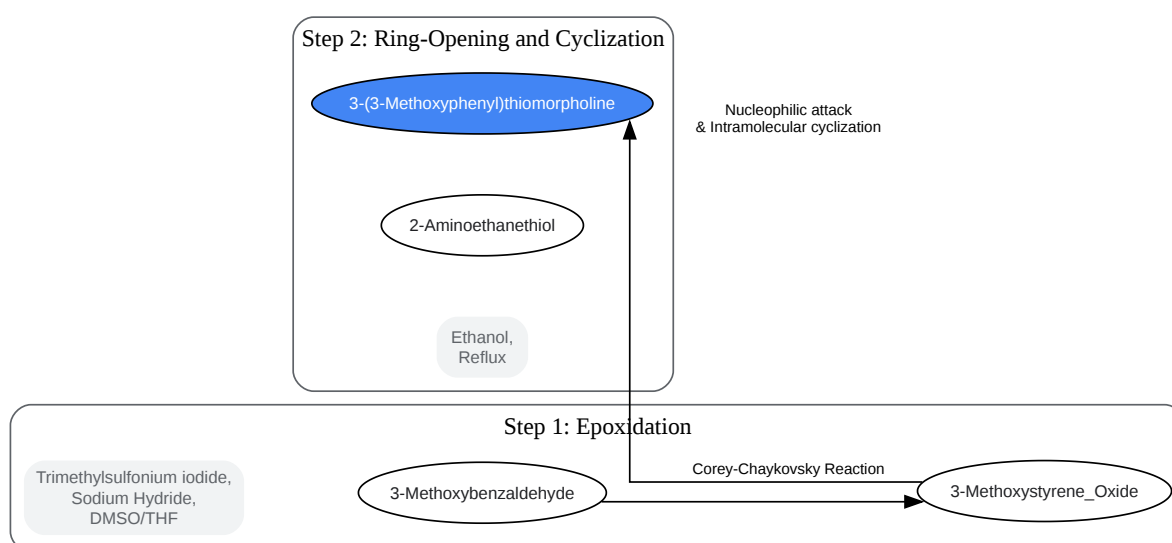 Step 2: Ring-Opening and Cyclization
3-(3-Methoxyphenyl)thiomorpholine
Nucleophilic attack
& Intramolecular cyclization
2-Aminoethanethiol
Ethanol,
Reflux
Step 1: Epoxidation
Trimethylsulfonium iodide,
Sodium Hydride,
DMSO/THF
3-Methoxybenzaldehyde
Corey-Chaykovsky Reaction
3-Methoxystyrene_Oxide